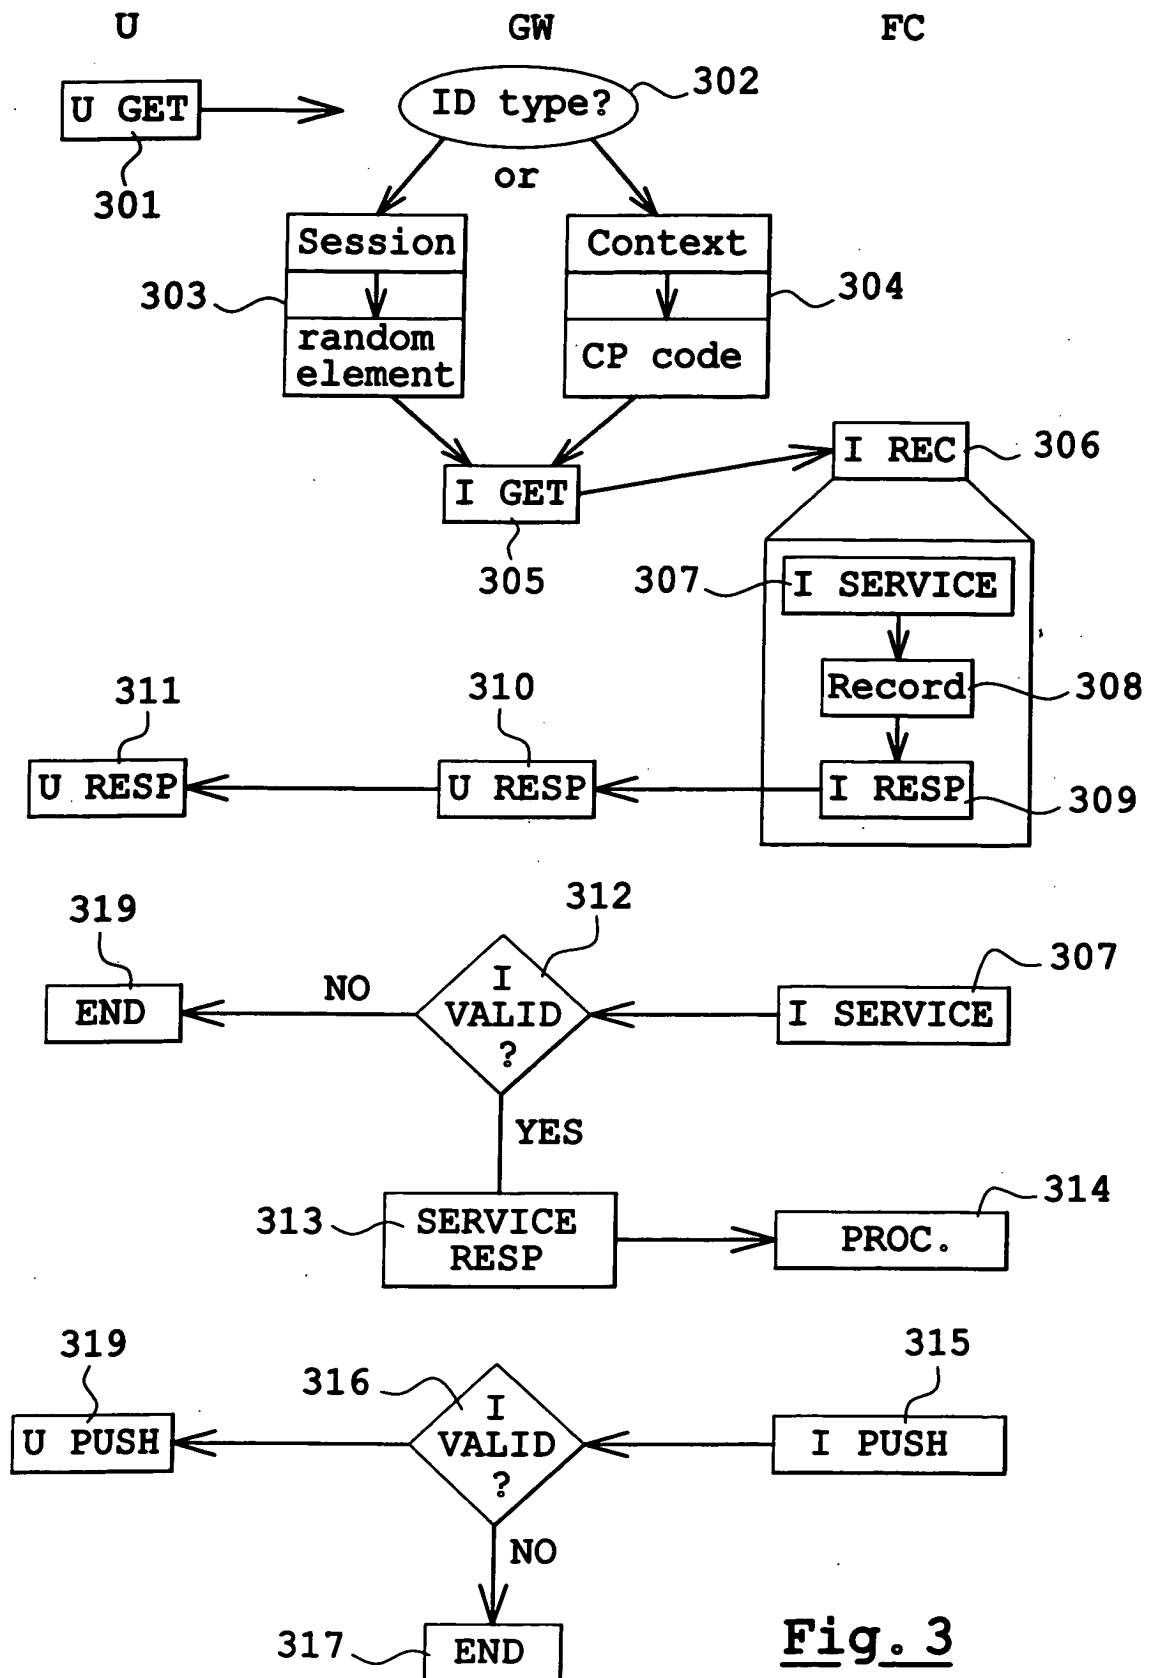 U GW FC
U GET
301
ID type?
302
or
Session
303
random
element
Context
304
CP code
I GET
305
I REC
306
307
I SERVICE
Record
308
I RESP
309
310
U RESP
311
U RESP
319
END
NO
312
I
VALID
?
307
I SERVICE
YES
313
SERVICE
RESP
314
PROC.
319
U PUSH
316
I
VALID
?
315
I PUSH
NO
317
END
Fig. 3